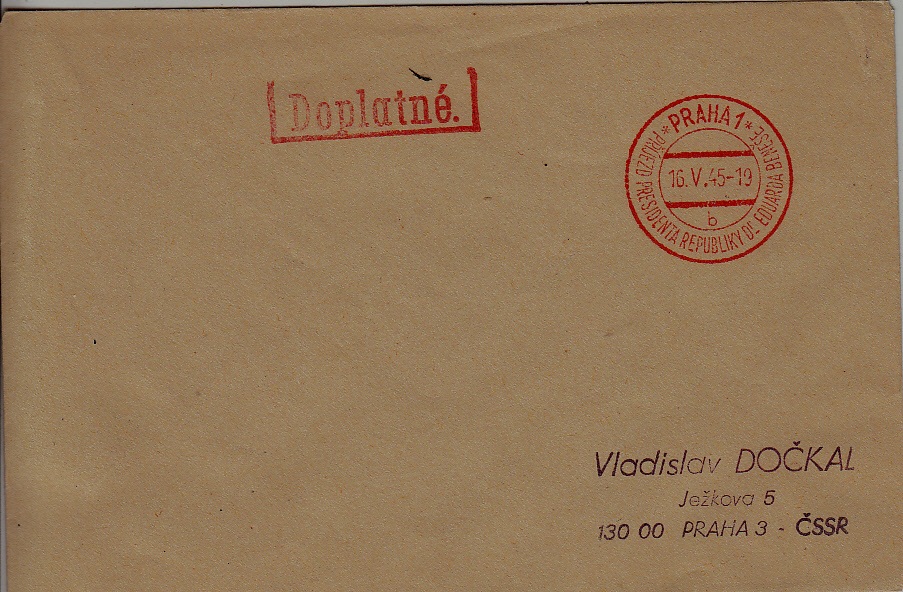 Doplatné.
* PRAHA 1 *
PŘÍJEZD PRESIDENTA REPUBLIKY Dr EDUARDA BENEŠE
16.V.45-19
b
Vladislav DOČKAL
Ježkova 5
130 00 PRAHA 3 - ČSSR